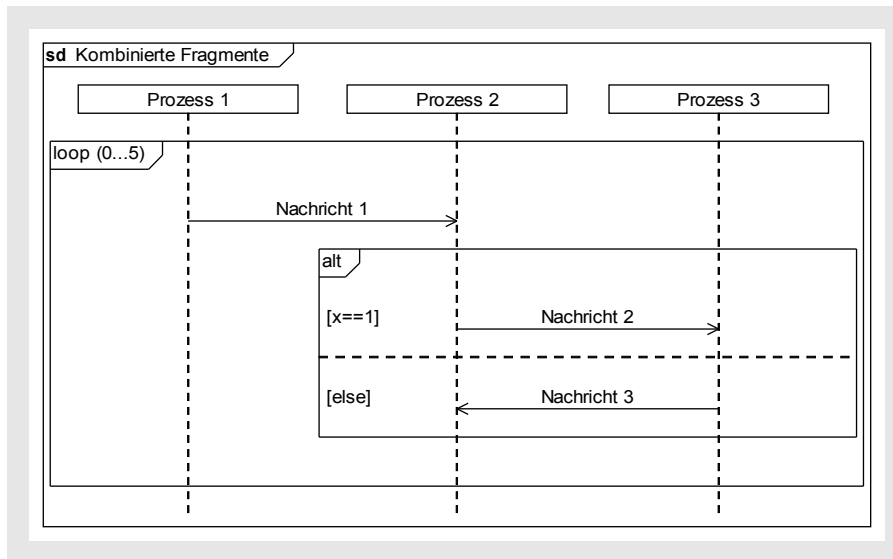 sd Kombinierte Fragmente
Prozess 1 Prozess 2 Prozess 3
loop (0...5)
Nachricht 1
alt
[x==1] Nachricht 2
[else] Nachricht 3